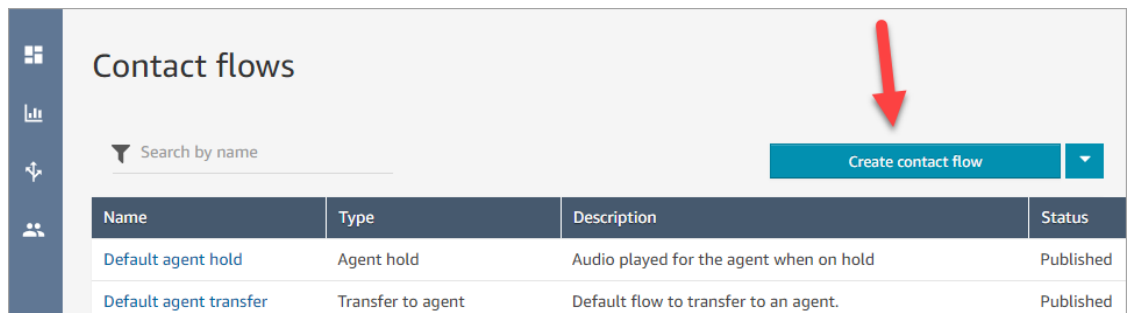 Contact flows
Search by name
Create contact flow
Name Type Description Status
Default agent hold Agent hold Audio played for the agent when on hold Published
Default agent transfer Transfer to agent Default flow to transfer to an agent. Published